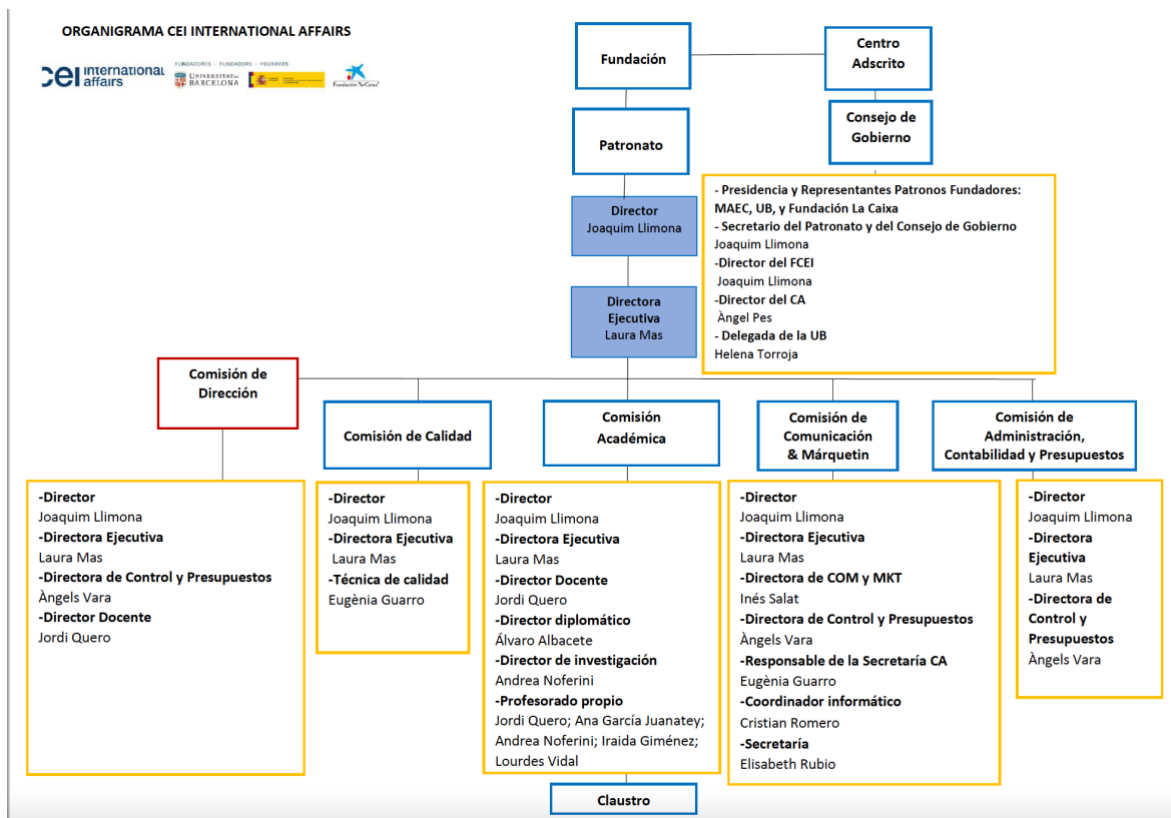 ORGANIGRAMA CEI INTERNATIONAL AFFAIRS
cei international
affairs
FUNDADORES - FUNDADORS - FOUNDERS
UNIVERSITAT DE
BARCELONA
Fundación "la Caixa"
Fundación
Centro
Adscrito
Patronato
Consejo de
Gobierno
Director
Joaquim Llimona
Directora
Ejecutiva
Laura Mas
- Presidencia y Representantes Patronos Fundadores:
MAEC, UB, y Fundación La Caixa
- Secretario del Patronato y del Consejo de Gobierno
Joaquim Llimona
-Director del FCEI
Joaquim Llimona
-Director del CA
Àngel Pes
- Delegada de la UB
Helena Torroja
Comisión de
Dirección
Comisión de Calidad
Comisión
Académica
Comisión de
Comunicación
& Márquetin
Comisión de
Administración,
Contabilidad y Presupuestos
-Director
Joaquim Llimona
-Directora Ejecutiva
Laura Mas
-Directora de Control y Presupuestos
Àngels Vara
-Director Docente
Jordi Quero
-Director
Joaquim Llimona
-Directora Ejecutiva
Laura Mas
-Técnica de calidad
Eugènia Guarro
-Director
Joaquim Llimona
-Directora Ejecutiva
Laura Mas
-Director Docente
Jordi Quero
-Director diplomático
Álvaro Albacete
-Director de investigación
Andrea Noferini
-Profesorado propio
Jordi Quero; Ana García Juanatey;
Andrea Noferini; Iraida Giménez;
Lourdes Vidal
-Director
Joaquim Llimona
-Directora Ejecutiva
Laura Mas
-Directora de COM y MKT
Inés Salat
-Directora de Control y Presupuestos
Àngels Vara
-Responsable de la Secretaría CA
Eugènia Guarro
-Coordinador informático
Cristian Romero
-Secretaría
Elisabeth Rubio
-Director
Joaquim Llimona
-Directora
Ejecutiva
Laura Mas
-Directora de
Control y
Presupuestos
Àngels Vara
Claustro